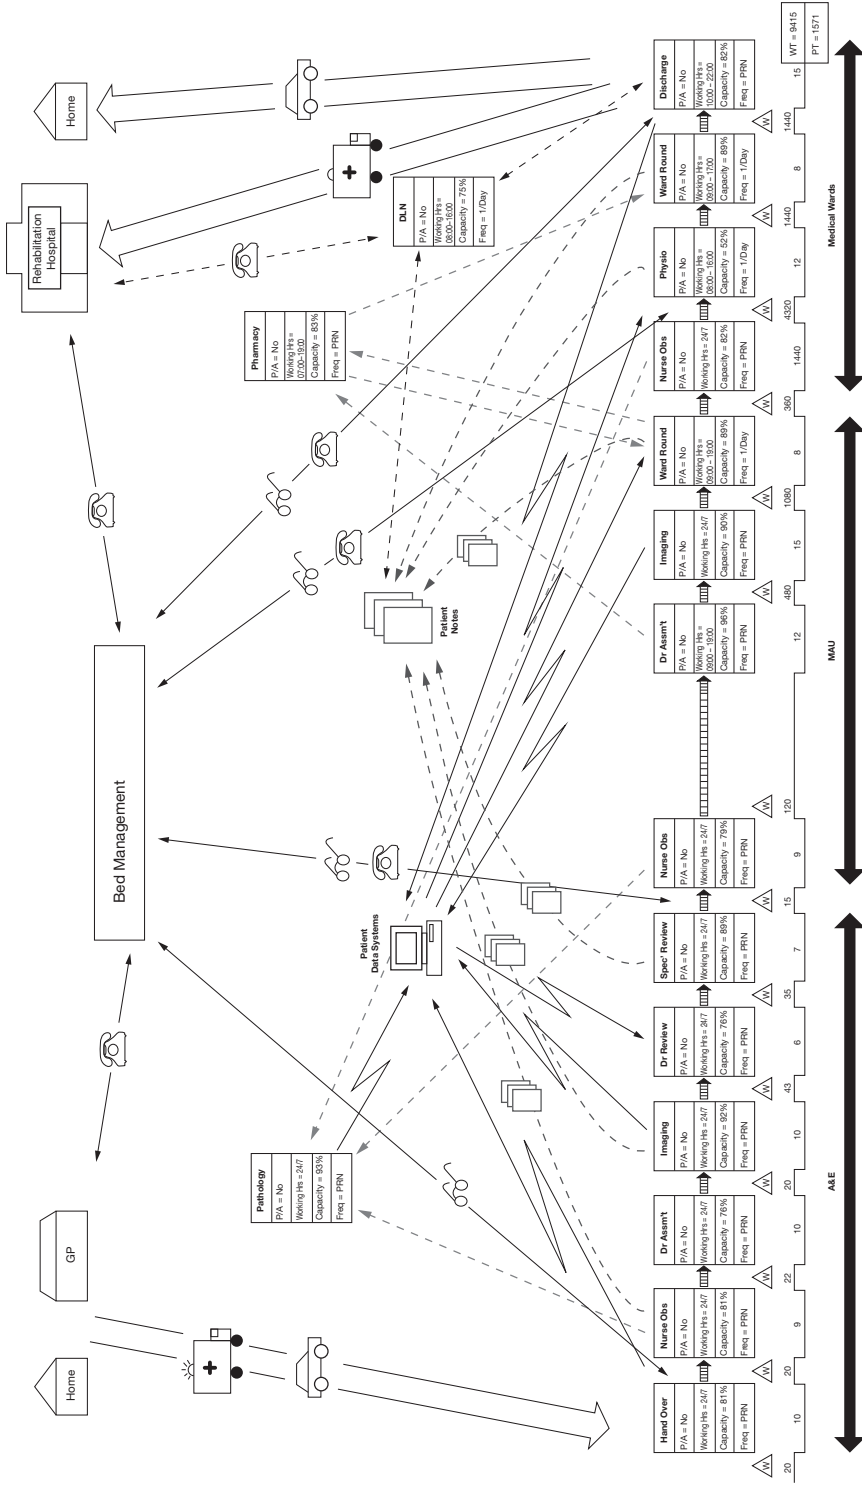 Home
GP
Bed Management
Rehabilitation
Hospital
Home
Pathology
P/A = No
Working Hrs = 24/7
Capacity = 93%
Freq = PRN
Patient
Data Systems
Patient
Notes
Pharmacy
P/A = No
Working Hrs =
07:00–19:00
Capacity = 83%
Freq = PRN
DLN
P/A = No
Working Hrs =
08:00–16:00
Capacity = 75%
Freq = 1/Day
Hand Over
P/A = No
Working Hrs = 24/7
Capacity = 81%
Freq = PRN
Nurse Obs
P/A = No
Working Hrs = 24/7
Capacity = 81%
Freq = PRN
Dr Assm't
P/A = No
Working Hrs = 24/7
Capacity = 76%
Freq = PRN
Imaging
P/A = No
Working Hrs = 24/7
Capacity = 92%
Freq = PRN
Dr Review
P/A = No
Working Hrs = 24/7
Capacity = 76%
Freq = PRN
Spec' Review
P/A = No
Working Hrs = 24/7
Capacity = 89%
Freq = PRN
Nurse Obs
P/A = No
Working Hrs = 24/7
Capacity = 79%
Freq = PRN
Dr Assm't
P/A = No
Working Hrs =
09:00–19:00
Capacity = 96%
Freq = PRN
Imaging
P/A = No
Working Hrs = 24/7
Capacity = 90%
Freq = PRN
Ward Round
P/A = No
Working Hrs =
09:00–19:00
Capacity = 89%
Freq = 1/Day
Nurse Obs
P/A = No
Working Hrs = 24/7
Capacity = 82%
Freq = PRN
Physio
P/A = No
Working Hrs =
08:00–16:00
Capacity = 52%
Freq = 1/Day
Ward Round
P/A = No
Working Hrs =
09:00–17:00
Capacity = 89%
Freq = 1/Day
Discharge
P/A = No
Working Hrs =
10:00–22:00
Capacity = 82%
Freq = PRN
W
W
W
W
W
W
W
W
W
W
W
W
W
W
20
10
20
9
22
10
20
10
43
6
35
7
15
9
120
12
480
15
1080
8
360
1440
4320
12
1440
8
1440
15
WT = 9415
PT = 1571
A&E
MAU
Medical Wards